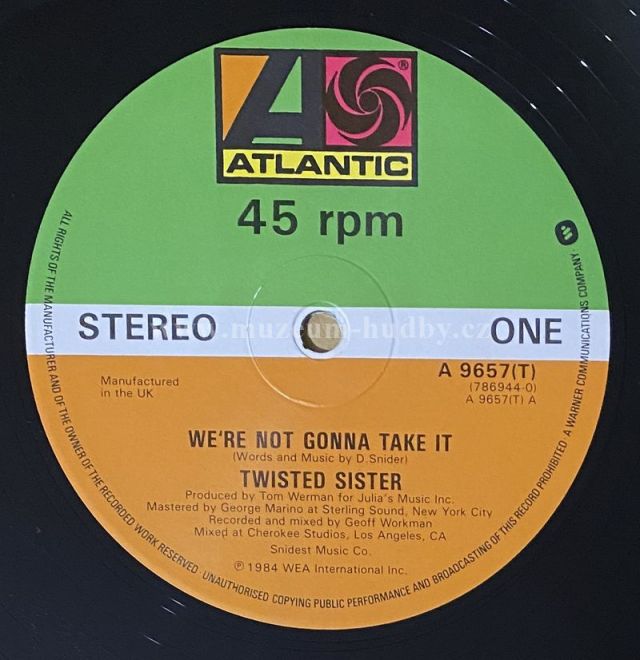 A ®
ATLANTIC
45 rpm
STEREO
ONE
www.muzeum-hudby.cz
A 9657(T)
(786944-0)
A 9657(T) A
Manufactured
in the UK
WE'RE NOT GONNA TAKE IT
(Words and Music by D.Snider)
TWISTED SISTER
Produced by Tom Werman for Julia's Music Inc.
Mastered by George Marino at Sterling Sound, New York City
Recorded and mixed by Geoff Workman
Mixed at Cherokee Studios, Los Angeles, CA
Snidest Music Co.
℗ 1984 WEA International Inc.
ALL RIGHTS OF THE MANUFACTURER AND OF THE OWNER OF THE RECORDED WORK RESERVED. UNAUTHORISED COPYING PUBLIC PERFORMANCE AND BROADCASTING OF THIS RECORD PROHIBITED A WARNER COMMUNICATIONS COMPANY.